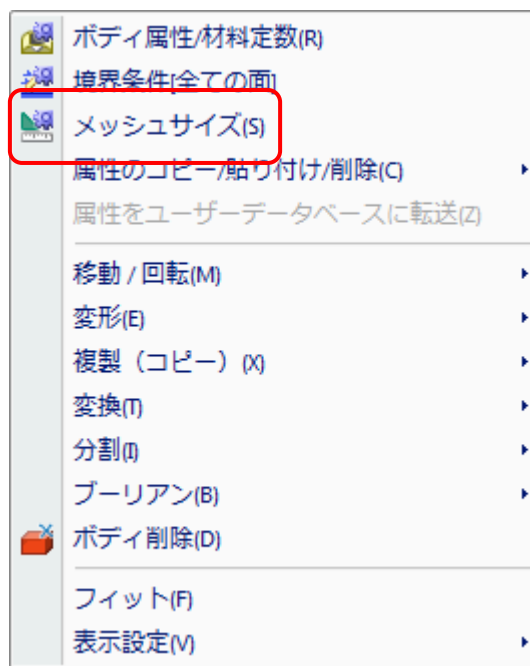 ボディ属性/材料定数(R)
境界条件[全ての面]
メッシュサイズ(S)
属性のコピー/貼り付け/削除(C)
属性をユーザーデータベースに転送(Z)
移動 / 回転(M)
変形(E)
複製（コピー）(X)
変換(T)
分割(I)
ブーリアン(B)
ボディ削除(D)
フィット(F)
表示設定(V)